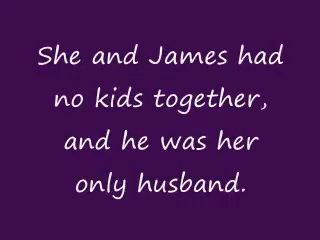 She and James had
no kids together,
and he was her
only husband.